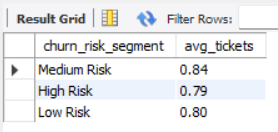 Result Grid Filter Rows:
churn_risk_segment avg_tickets
Medium Risk 0.84
High Risk 0.79
Low Risk 0.80